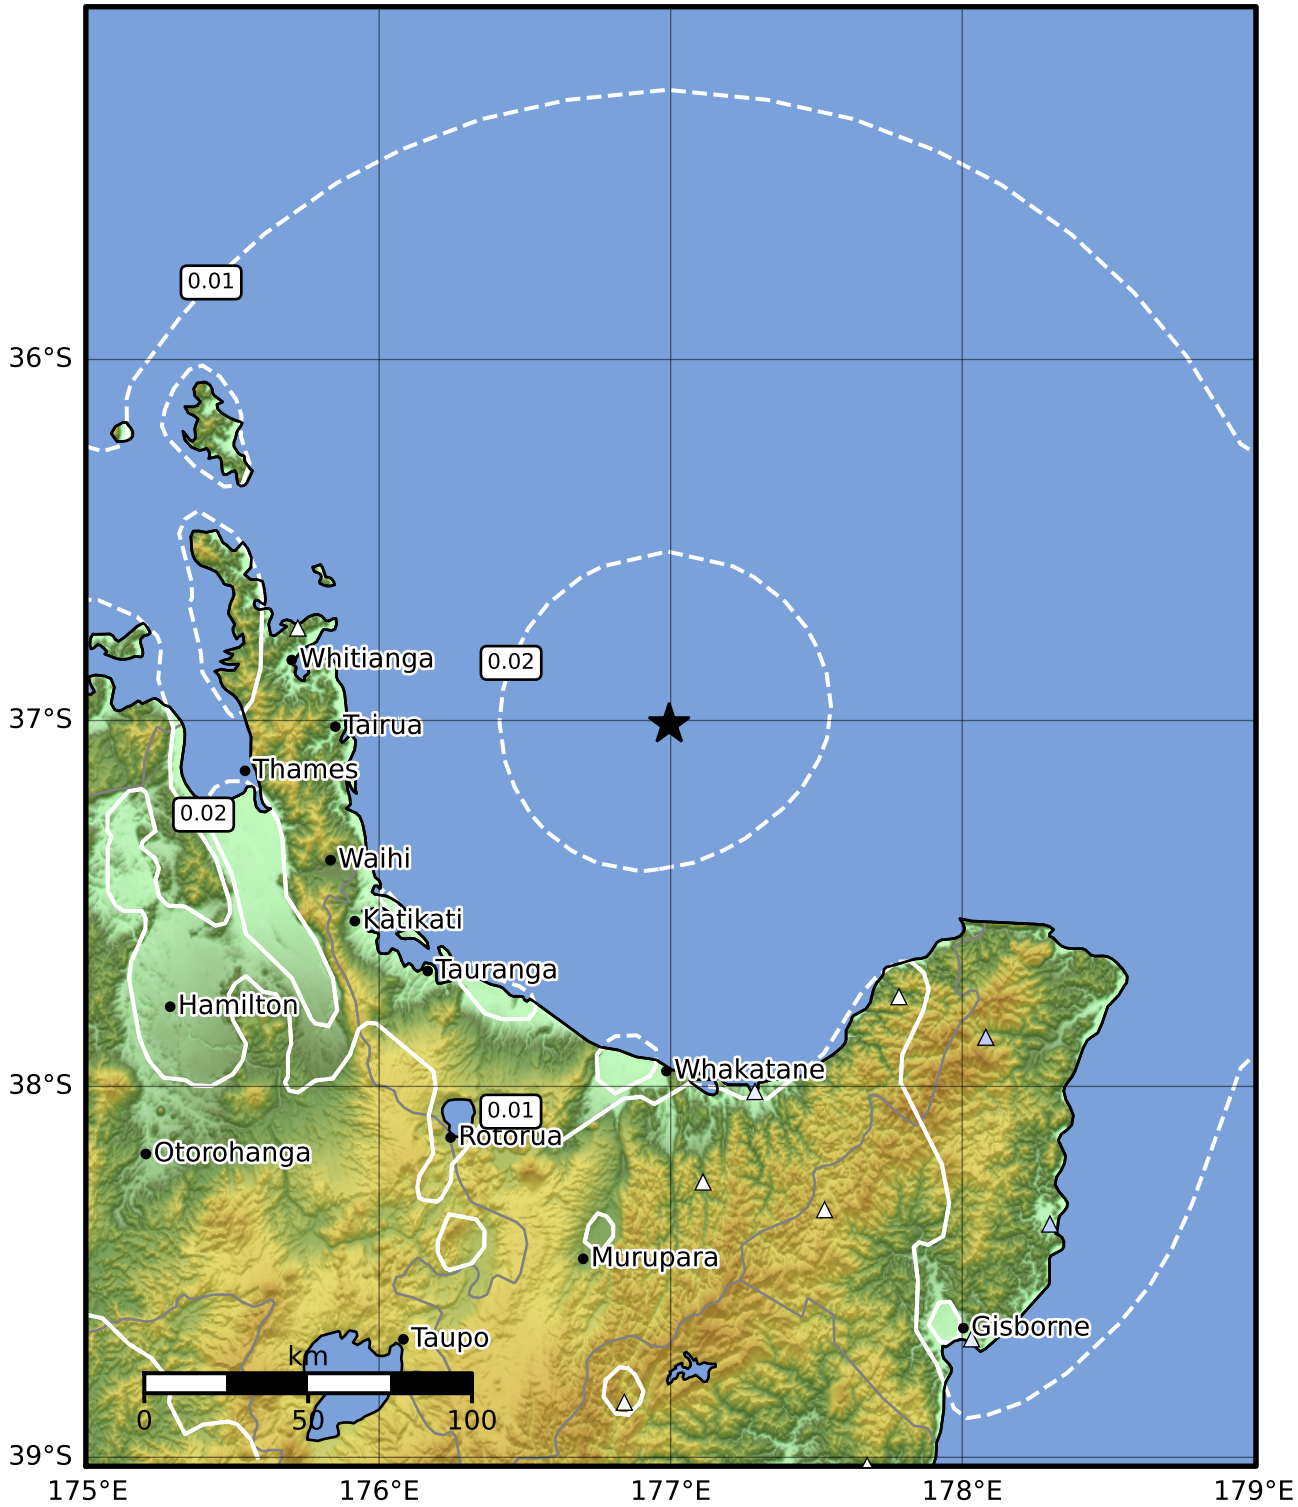 0.01
36°S
0.02
Whitianga
37°S
Tairua
Thames
0.02
Waihi
Katikati
Tauranga
Hamilton
Whakatane
38°S
0.01
Rotorua
Otorohanga
Murupara
Gisborne
Taupo
km
0 50 100
39°S
175°E 176°E 177°E 178°E 179°E